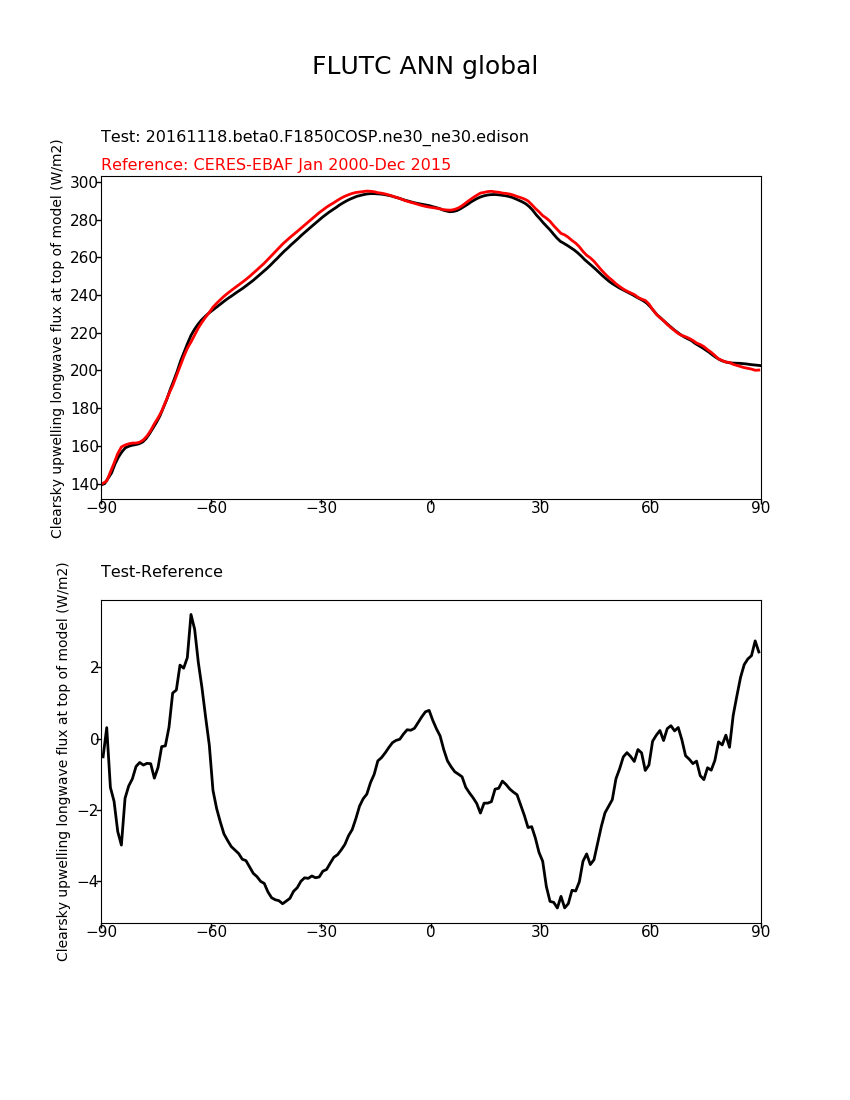 FLUTC ANN global
Test: 20161118.beta0.F1850COSP.ne30_ne30.edison
Reference: CERES-EBAF Jan 2000-Dec 2015
Clearsky upwelling longwave flux at top of model (W/m2)
300
280
260
240
220
200
180
160
140
−90 −60 −30 0 30 60 90
Test-Reference
Clearsky upwelling longwave flux at top of model (W/m2)
2
0
−2
−4
−90 −60 −30 0 30 60 90